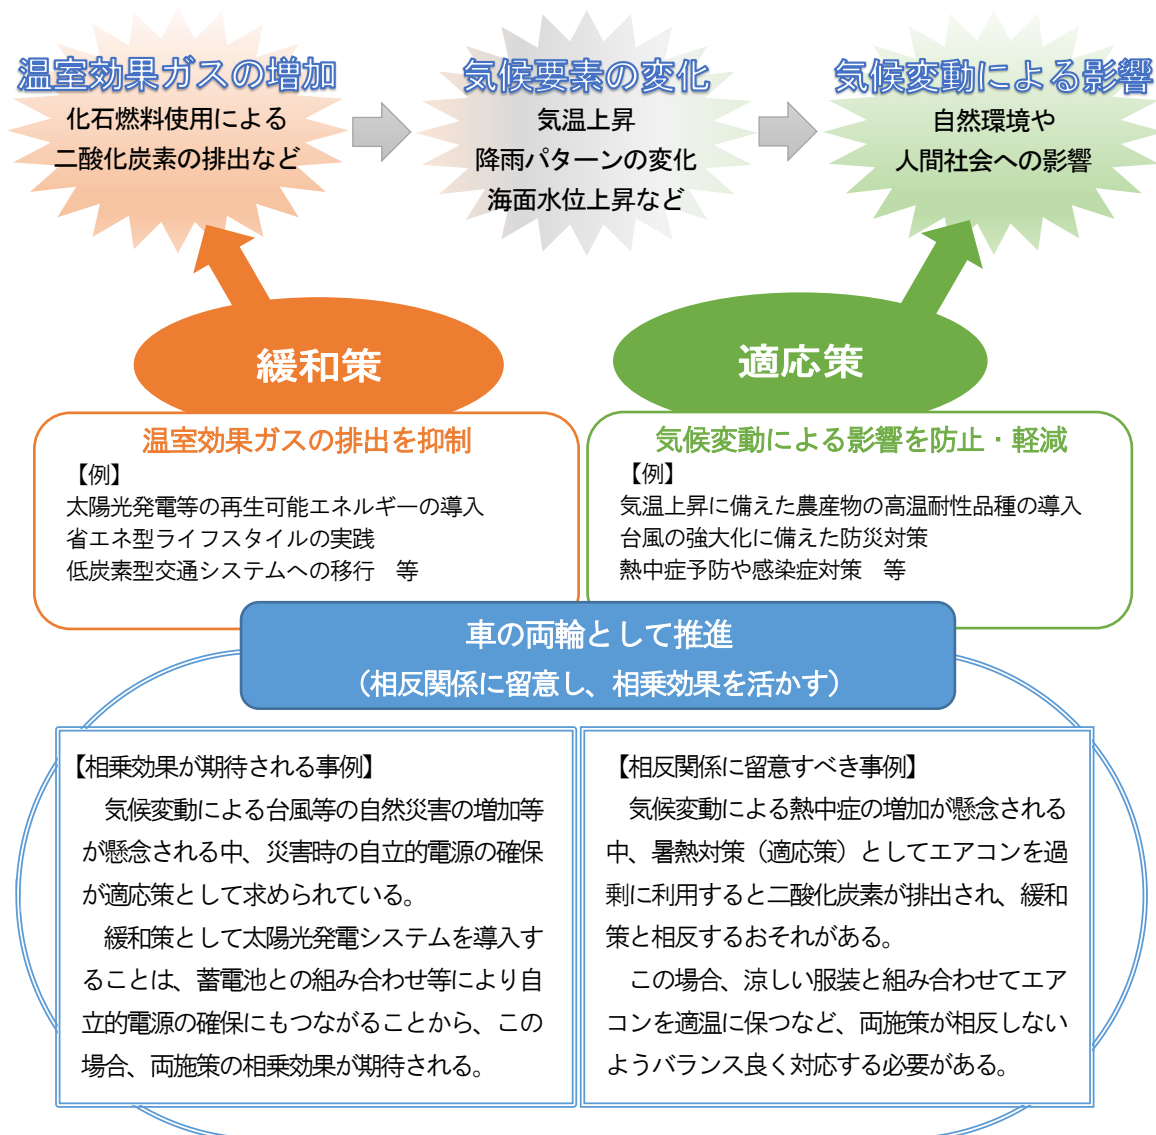 温室効果ガスの増加
化石燃料使用による
二酸化炭素の排出など
気候要素の変化
気温上昇
降雨パターンの変化
海面水位上昇など
気候変動による影響
自然環境や
人間社会への影響
緩和策
適応策
温室効果ガスの排出を抑制
【例】
太陽光発電等の再生可能エネルギーの導入
省エネ型ライフスタイルの実践
低炭素型交通システムへの移行　等
気候変動による影響を防止・軽減
【例】
気温上昇に備えた農産物の高温耐性品種の導入
台風の強大化に備えた防災対策
熱中症予防や感染症対策　等
車の両輪として推進
（相反関係に留意し、相乗効果を活かす）
【相乗効果が期待される事例】
気候変動による台風等の自然災害の増加等
が懸念される中、災害時の自立的電源の確保
が適応策として求められている。
緩和策として太陽光発電システムを導入す
ることは、蓄電池との組み合わせ等により自
立的電源の確保にもつながることから、この
場合、両施策の相乗効果が期待される。
【相反関係に留意すべき事例】
気候変動による熱中症の増加が懸念される
中、暑熱対策（適応策）としてエアコンを過
剰に利用すると二酸化炭素が排出され、緩和
策と相反するおそれがある。
この場合、涼しい服装と組み合わせてエア
コンを適温に保つなど、両施策が相反しない
ようバランス良く対応する必要がある。